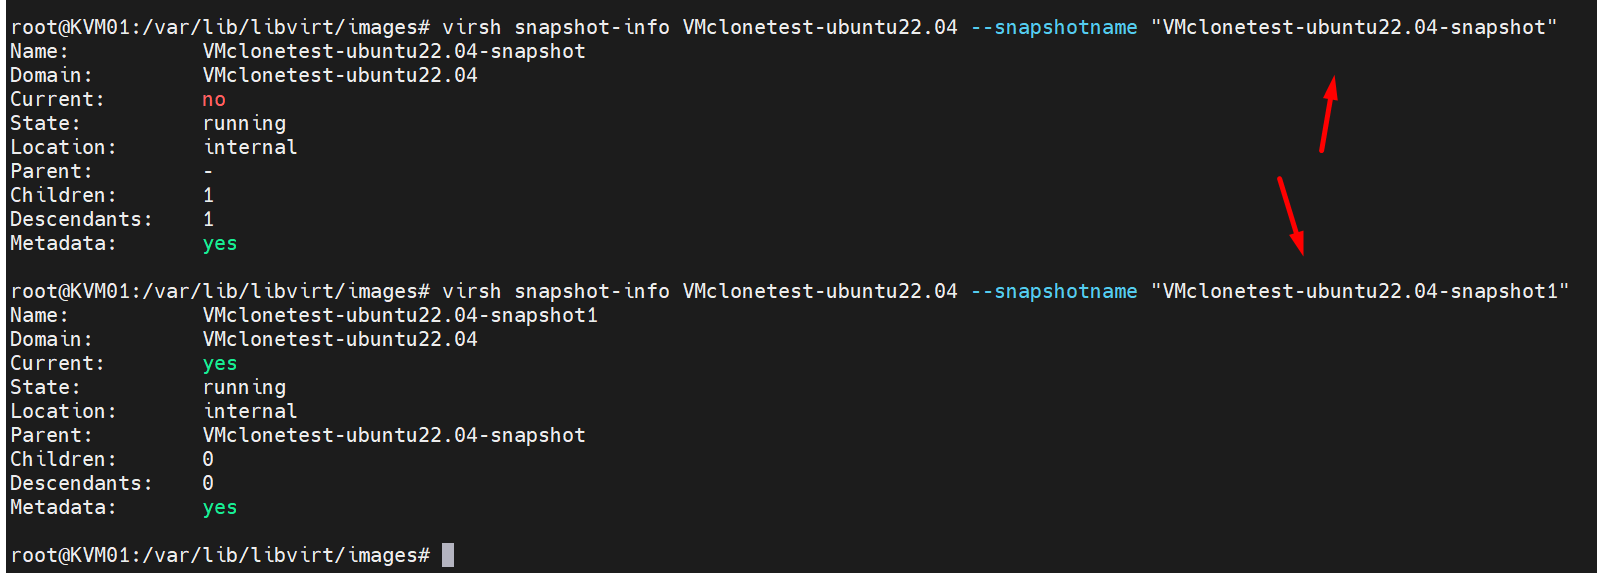 root@KVM01:/var/lib/libvirt/images# virsh snapshot-info VMclonetest-ubuntu22.04 --snapshotname "VMclonetest-ubuntu22.04-snapshot"
Name: VMclonetest-ubuntu22.04-snapshot
Domain: VMclonetest-ubuntu22.04
Current: no
State: running
Location: internal
Parent: -
Children: 1
Descendants: 1
Metadata: yes
root@KVM01:/var/lib/libvirt/images# virsh snapshot-info VMclonetest-ubuntu22.04 --snapshotname "VMclonetest-ubuntu22.04-snapshot1"
Name: VMclonetest-ubuntu22.04-snapshot1
Domain: VMclonetest-ubuntu22.04
Current: yes
State: running
Location: internal
Parent: VMclonetest-ubuntu22.04-snapshot
Children: 0
Descendants: 0
Metadata: yes
root@KVM01:/var/lib/libvirt/images#